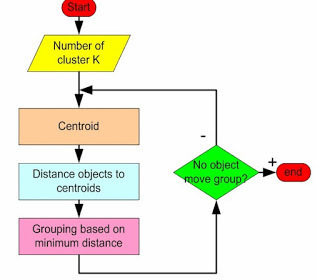 Start
Number of
cluster K
Centroid
Distance objects to
centroids
Grouping based on
minimum distance
-
No object
move group?
+
end